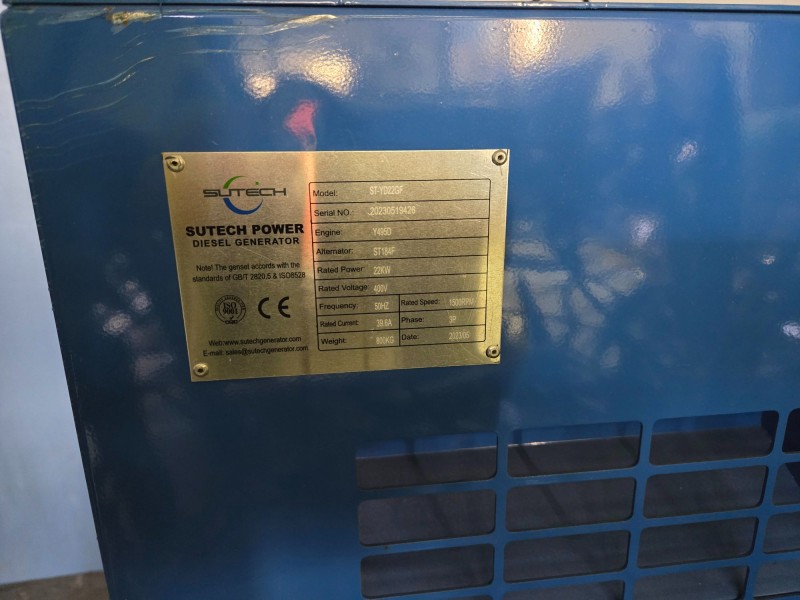 SUTECH
SUTECH POWER
DIESEL GENERATOR
Note! The genset accords with the
standards of GB/T 2820.5 & ISO8528
ISO
9001
CE
Web:www.sutechgenerator.com
E-mail: sales@sutechgenerator.com
Model: ST-YD22GF
Serial NO. 20230519426
Engine: Y495D
Alternator: ST184F
Rated Power: 22KW
Rated Voltage: 400V
Frequency: 50HZ Rated Speed: 1500RPM
Rated Current: 39.6A Phase: 3P
Weight: 800KG Date: 2023/05